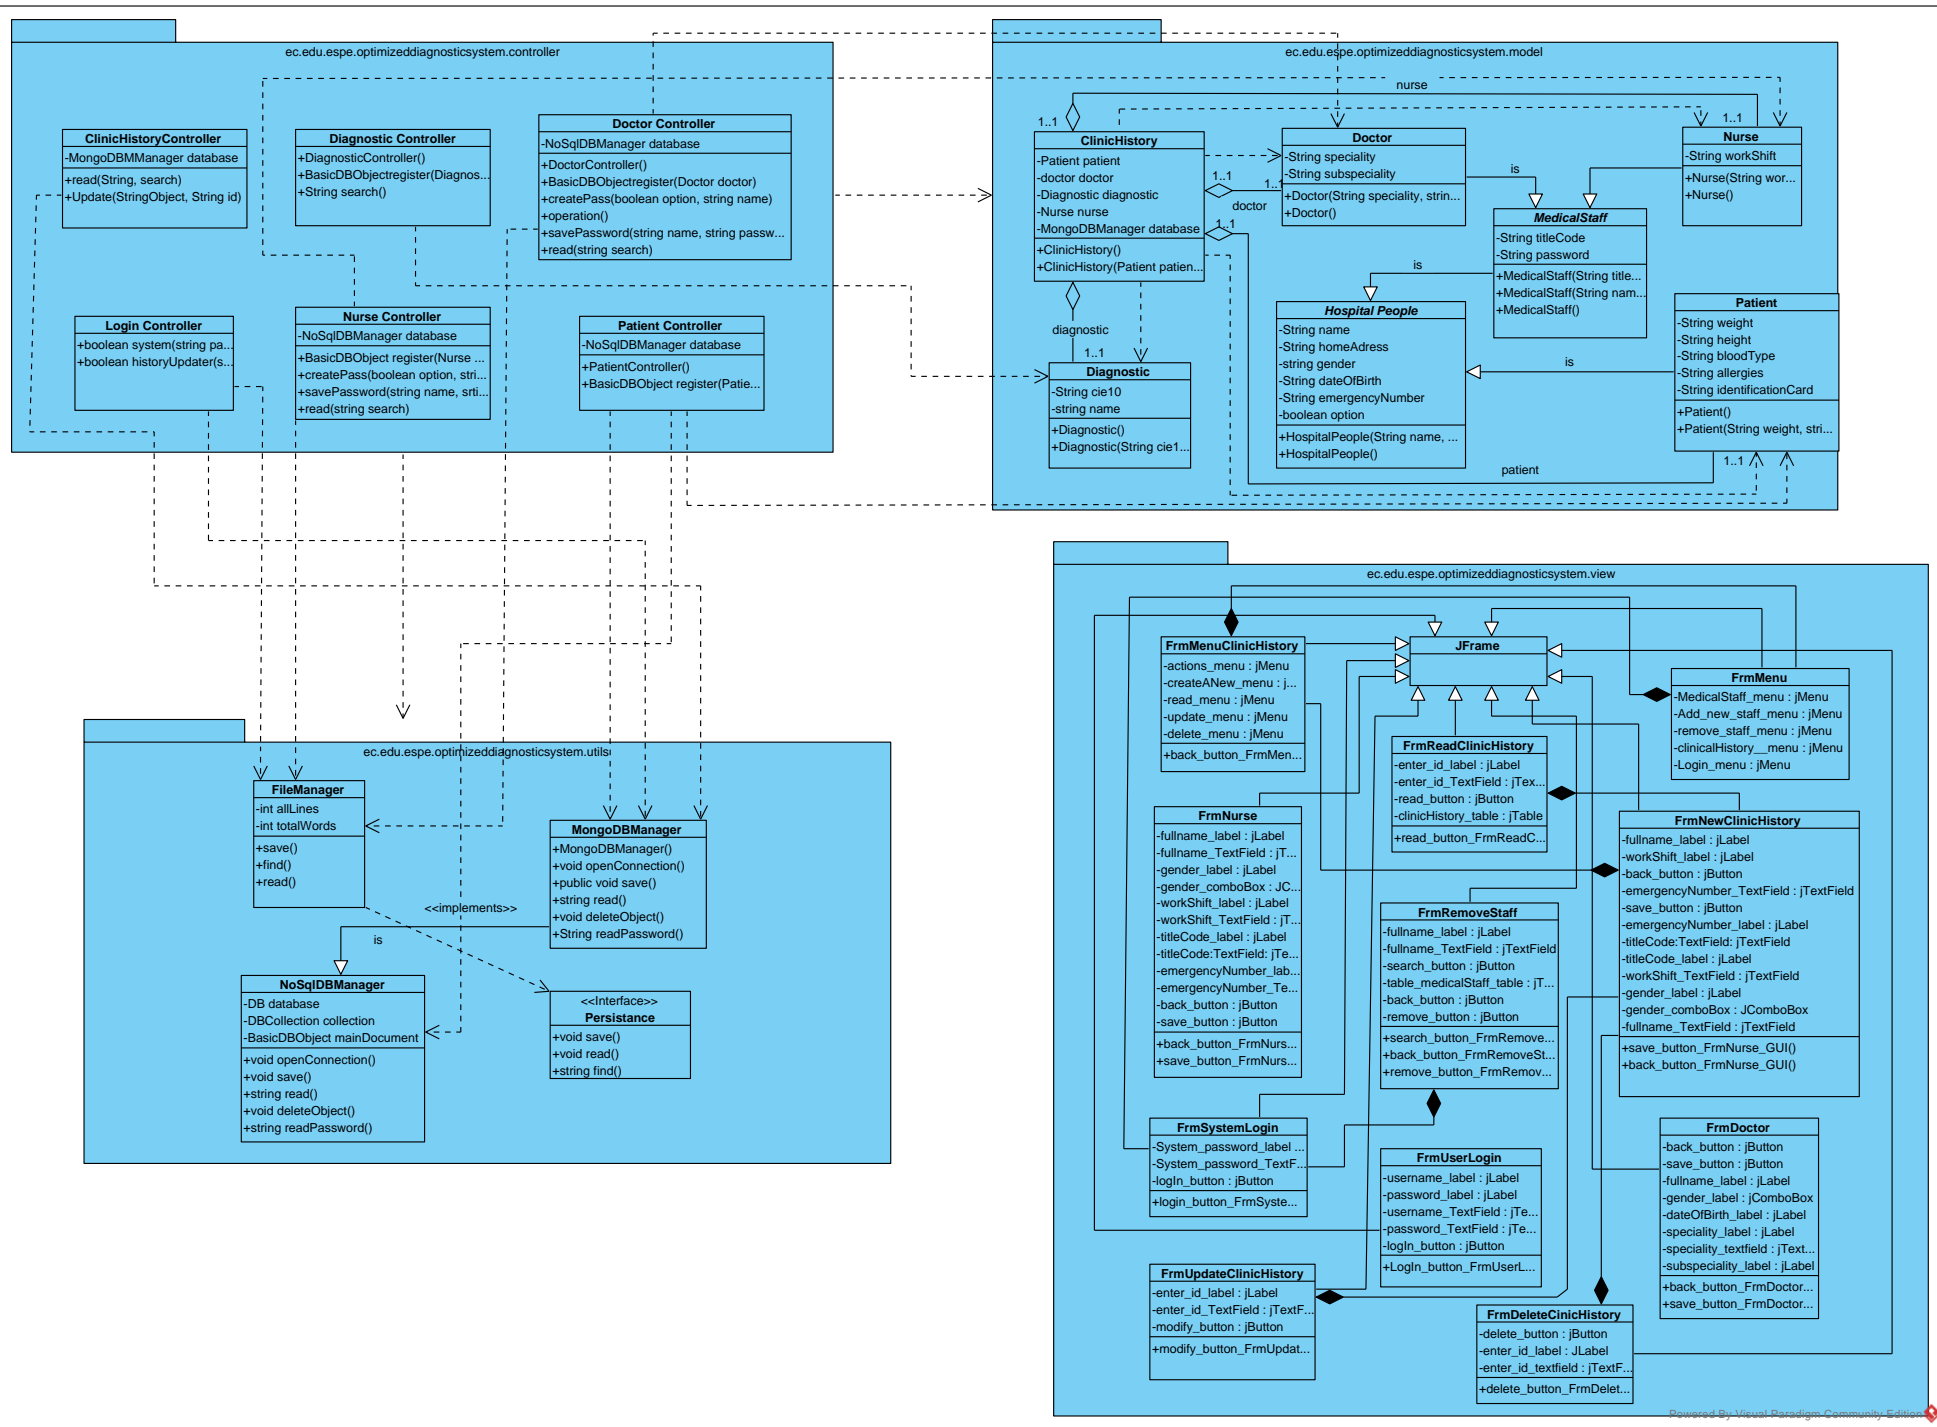 ec.edu.espe.optimizeddiagnosticsystem.controller
ClinicHistoryController
-MongoDBMManager database
+read(String, search)
+Update(StringObject, String id)
Diagnostic Controller
+DiagnosticController()
+BasicDBObjectregister(Diagnos...
+String search()
Doctor Controller
-NoSqlDBManager database
+DoctorController()
+BasicDBObjectregister(Doctor doctor)
+createPass(boolean option, string name)
+operation()
+savePassword(string name, string passw...
+read(string search)
Login Controller
+boolean system(string pa...
+boolean historyUpdater(s...
Nurse Controller
-NoSqlDBManager database
+BasicDBObject register(Nurse ...
+createPass(boolean option, stri...
+savePassword(string name, srti...
+read(string search)
Patient Controller
-NoSqlDBManager database
+PatientController()
+BasicDBObject register(Patie...
ec.edu.espe.optimizeddiagnosticsystem.model
nurse
1..1
1..1
ClinicHistory
-Patient patient
-doctor doctor
-Diagnostic diagnostic
-Nurse nurse
-MongoDBManager database
+ClinicHistory()
+ClinicHistory(Patient patien...
1..1
1..1
doctor
1..1
Doctor
-String speciality
-String subspeciality
+Doctor(String speciality, strin...
+Doctor()
is
Nurse
-String workShift
+Nurse(String wor...
+Nurse()
MedicalStaff
-String titleCode
-String password
+MedicalStaff(String title...
+MedicalStaff(String nam...
+MedicalStaff()
is
Hospital People
-String name
-String homeAdress
-string gender
-String dateOfBirth
-String emergencyNumber
-boolean option
+HospitalPeople(String name, ...
+HospitalPeople()
is
Patient
-String weight
-String height
-String bloodType
-String allergies
-String identificationCard
+Patient()
+Patient(String weight, stri...
1..1
patient
diagnostic
1..1
Diagnostic
-String cie10
-string name
+Diagnostic()
+Diagnostic(String cie1...
ec.edu.espe.optimizeddiagnosticsystem.utils
FileManager
-int allLines
-int totalWords
+save()
+find()
+read()
MongoDBManager
+MongoDBManager()
+void openConnection()
+public void save()
+string read()
+void deleteObject()
+String readPassword()
<<implements>>
is
NoSqlDBManager
-DB database
-DBCollection collection
-BasicDBObject mainDocument
+void openConnection()
+void save()
+string read()
+void deleteObject()
+string readPassword()
<<Interface>>
Persistance
+void save()
+void read()
+string find()
ec.edu.espe.optimizeddiagnosticsystem.view
FrmMenuClinicHistory
-actions_menu : jMenu
-createANew_menu : j...
-read_menu : jMenu
-update_menu : jMenu
-delete_menu : jMenu
+back_button_FrmMen...
JFrame
FrmMenu
-MedicalStaff_menu : jMenu
-Add_new_staff_menu : jMenu
-remove_staff_menu : jMenu
-clinicalHistory__menu : jMenu
-Login_menu : jMenu
FrmReadClinicHistory
-enter_id_label : jLabel
-enter_id_TextField : jTex...
-read_button : jButton
-clinicHistory_table : jTable
+read_button_FrmReadC...
FrmNurse
-fullname_label : jLabel
-fullname_TextField : jT...
-gender_label : jLabel
-gender_comboBox : JC...
-workShift_label : jLabel
-workShift_TextField : jT...
-titleCode_label : jLabel
-titleCode:TextField: jTe...
-emergencyNumber_lab...
-emergencyNumber_Te...
-back_button : jButton
-save_button : jButton
+back_button_FrmNurs...
+save_button_FrmNurs...
FrmNewClinicHistory
-fullname_label : jLabel
-workShift_label : jLabel
-back_button : jButton
-emergencyNumber_TextField : jTextField
-save_button : jButton
-emergencyNumber_label : jLabel
-titleCode:TextField: jTextField
-titleCode_label : jLabel
-workShift_TextField : jTextField
-gender_label : jLabel
-gender_comboBox : JComboBox
-fullname_TextField : jTextField
+save_button_FrmNurse_GUI()
+back_button_FrmNurse_GUI()
FrmRemoveStaff
-fullname_label : jLabel
-fullname_TextField : jTextField
-search_button : jButton
-table_medicalStaff_table : jT...
-back_button : jButton
-remove_button : jButton
+search_button_FrmRemove...
+back_button_FrmRemoveSt...
+remove_button_FrmRemov...
FrmSystemLogin
-System_password_label ...
-System_password_TextF...
-logIn_button : jButton
+login_button_FrmSyste...
FrmUserLogin
-username_label : jLabel
-password_label : jLabel
-username_TextField : jTe...
-password_TextField : jTe...
-logIn_button : jButton
+LogIn_button_FrmUserL...
FrmDoctor
-back_button : jButton
-save_button : jButton
-fullname_label : jLabel
-gender_label : jComboBox
-dateOfBirth_label : jLabel
-speciality_label : jLabel
-speciality_textfield : jText...
-subspeciality_label : jLabel
+back_button_FrmDoctor...
+save_button_FrmDoctor...
FrmUpdateClinicHistory
-enter_id_label : jLabel
-enter_id_TextField : jTextF...
-modify_button : jButton
+modify_button_FrmUpdat...
FrmDeleteCinicHistory
-delete_button : jButton
-enter_id_label : JLabel
-enter_id_textfield : jTextF...
+delete_button_FrmDelet...
Powered By Visual Paradigm Community Edition